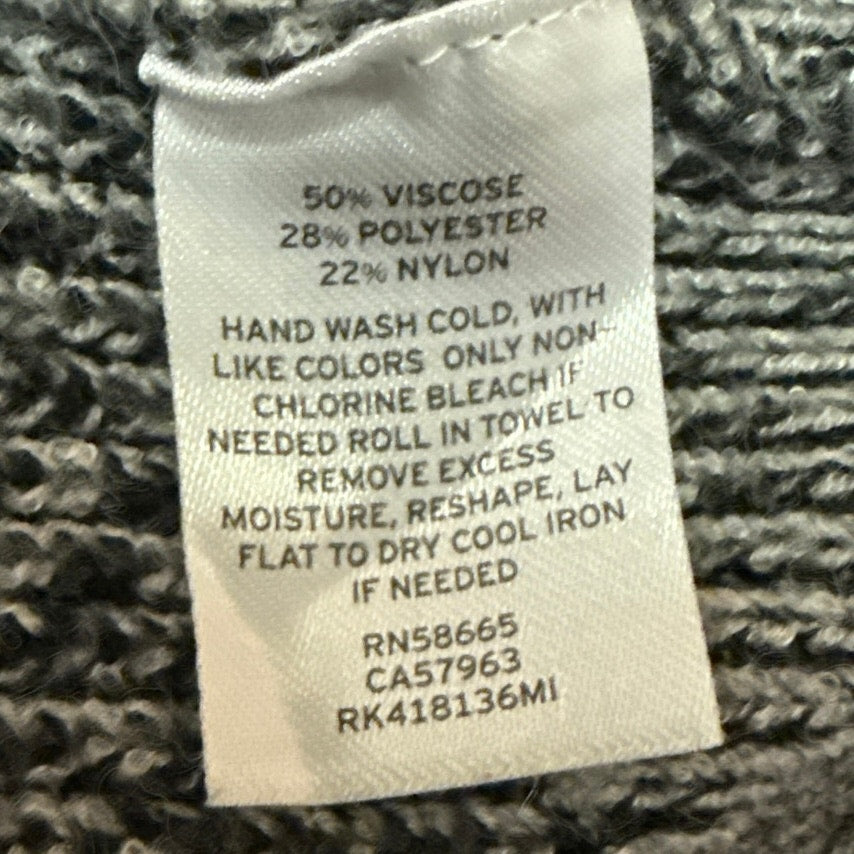 50% VISCOSE
28% POLYESTER
22% NYLON
HAND WASH COLD, WITH
LIKE COLORS ONLY NON-
CHLORINE BLEACH IF
NEEDED ROLL IN TOWEL TO
REMOVE EXCESS
MOISTURE, RESHAPE, LAY
FLAT TO DRY COOL IRON
IF NEEDED
RN58665
CA57963
RK418136MI